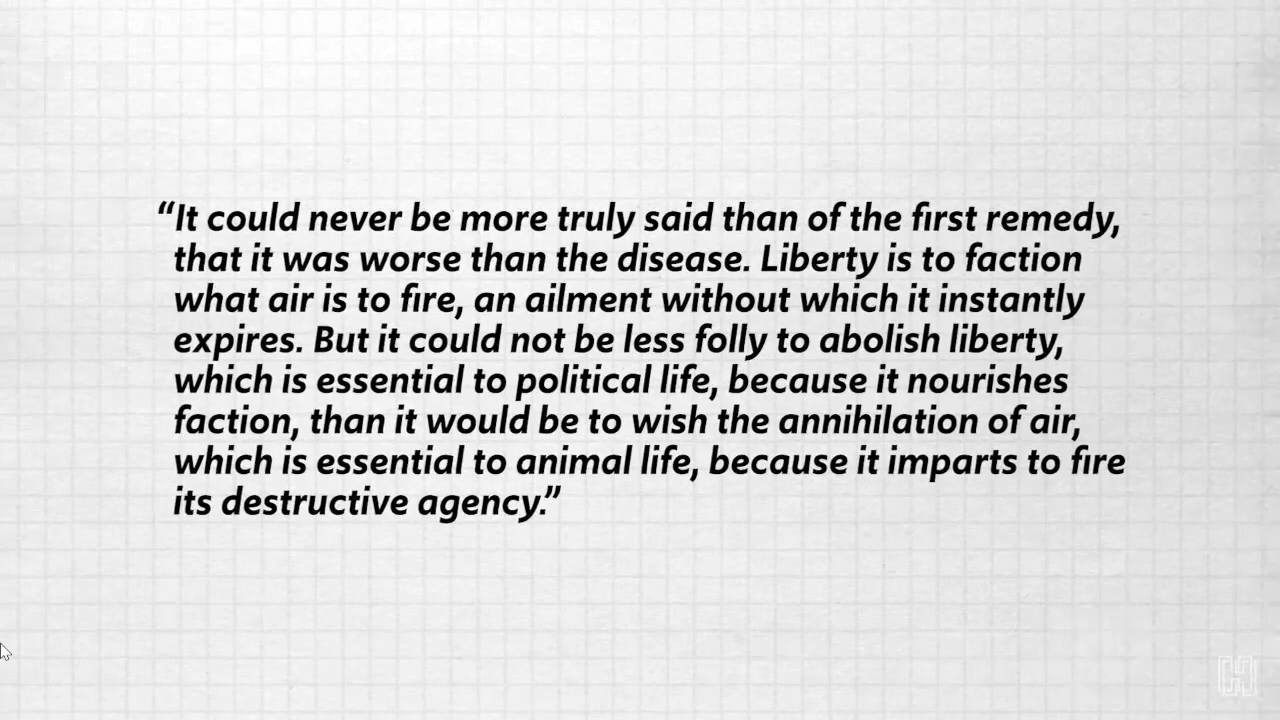 “It could never be more truly said than of the first remedy,
that it was worse than the disease. Liberty is to faction
what air is to fire, an ailment without which it instantly
expires. But it could not be less folly to abolish liberty,
which is essential to political life, because it nourishes
faction, than it would be to wish the annihilation of air,
which is essential to animal life, because it imparts to fire
its destructive agency.”